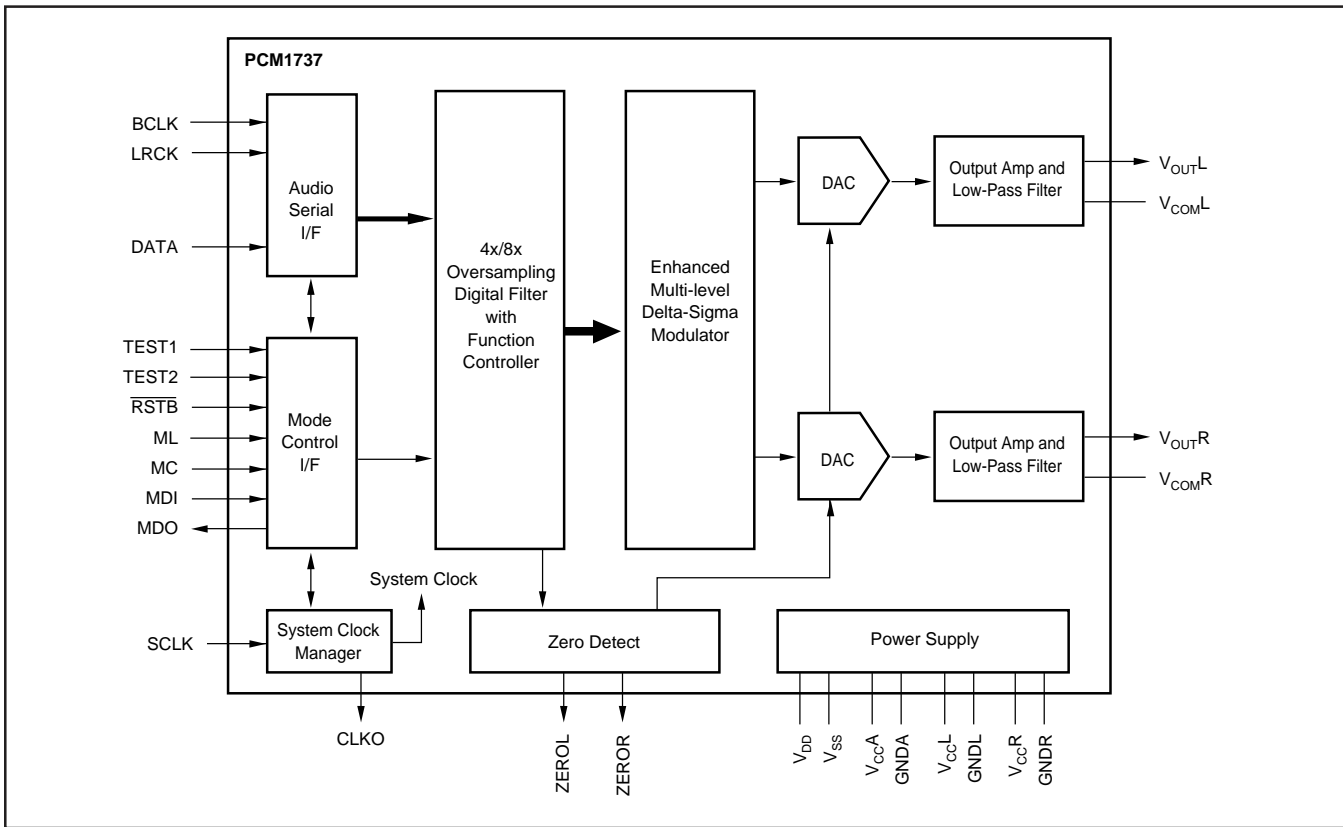 PCM1737
BCLK
LRCK
DATA
Audio
Serial
I/F
TEST1
TEST2
RSTB
ML
MC
MDI
MDO
Mode
Control
I/F
SCLK
System Clock
Manager
System Clock
CLKO
4x/8x
Oversampling
Digital Filter
with
Function
Controller
Enhanced
Multi-level
Delta-Sigma
Modulator
DAC
Output Amp and
Low-Pass Filter
VOUTL
VCOML
DAC
Output Amp and
Low-Pass Filter
VOUTR
VCOMR
Zero Detect
ZEROL
ZEROR
Power Supply
VDD
VSS
VCCA
GNDA
VCCL
GNDL
VCCR
GNDR